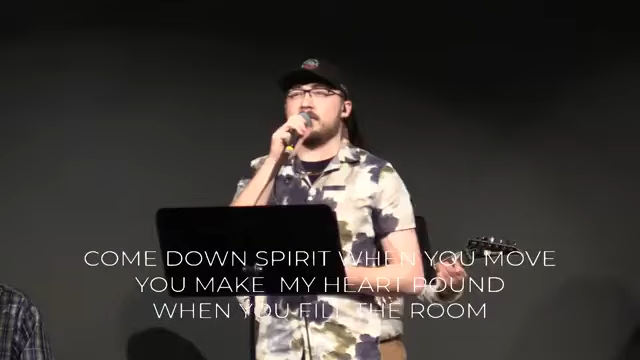 COME DOWN SPIRIT WHEN YOU MOVE
YOU MAKE MY HEART POUND
WHEN YOU FILL THE ROOM